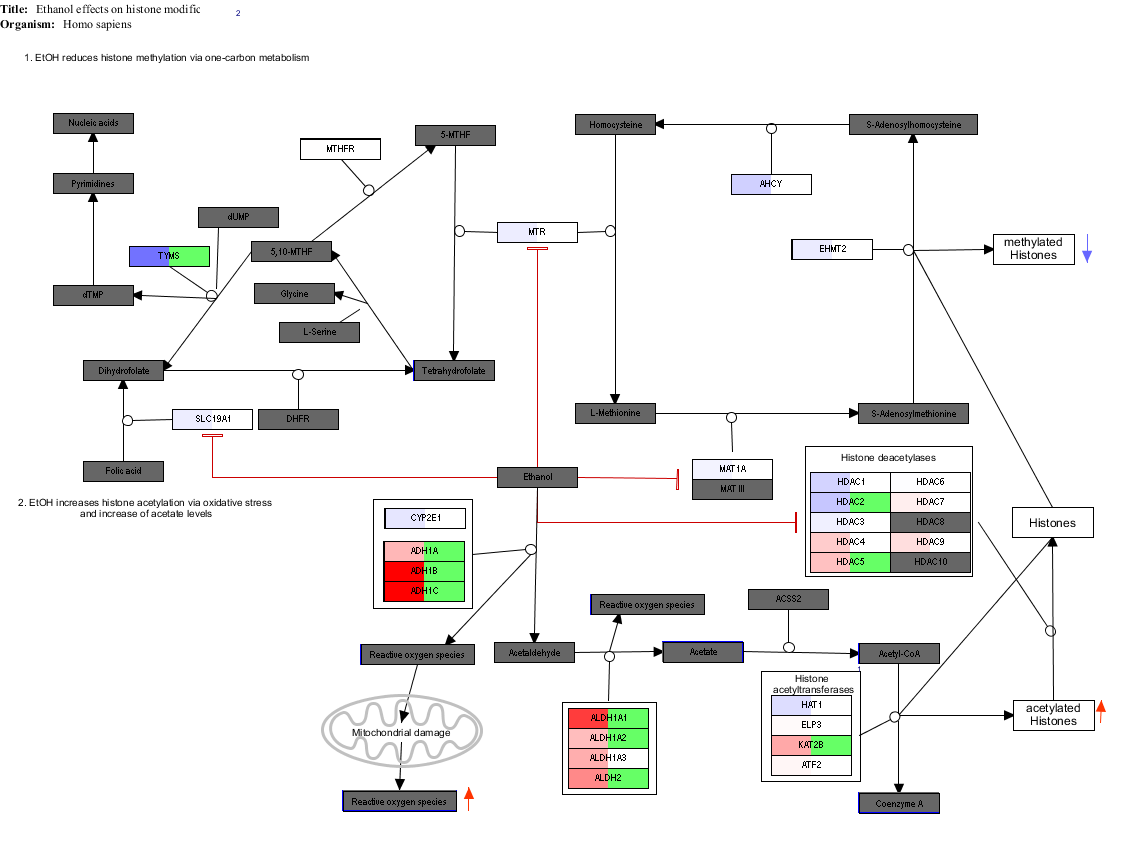 Title: Ethanol effects on histone modific
2
Organism: Homo sapiens
1. EtOH reduces histone methylation via one-carbon metabolism
Nucleic acids
5-MTHF
Homocysteine
S-Adenosylhomocysteine
MTHFR
Pyrimidines
AHCY
dUMP
MTR
TYMS
5,10-MTHF
EHMT2
methylated
Histones
dTMP
Glycine
L-Serine
Dihydrofolate
Tetrahydrofolate
SLC19A1
DHFR
L-Methionine
S-Adenosylmethionine
Folic acid
Ethanol
MAT1A
MAT III
Histone deacetylases
HDAC1
HDAC6
HDAC2
HDAC7
HDAC3
HDAC8
HDAC4
HDAC9
HDAC5
HDAC10
2. EtOH increases histone acetylation via oxidative stress
and increase of acetate levels
CYP2E1
Histones
ADH1A
ADH1B
ADH1C
Reactive oxygen species
ACSS2
Reactive oxygen species
Acetaldehyde
Acetate
Acetyl-CoA
Histone
acetyltransferases
HAT1
ELP3
KAT2B
ATF2
acetylated
Histones
ALDH1A1
ALDH1A2
ALDH1A3
ALDH2
Mitochondrial damage
Reactive oxygen species
Coenzyme A